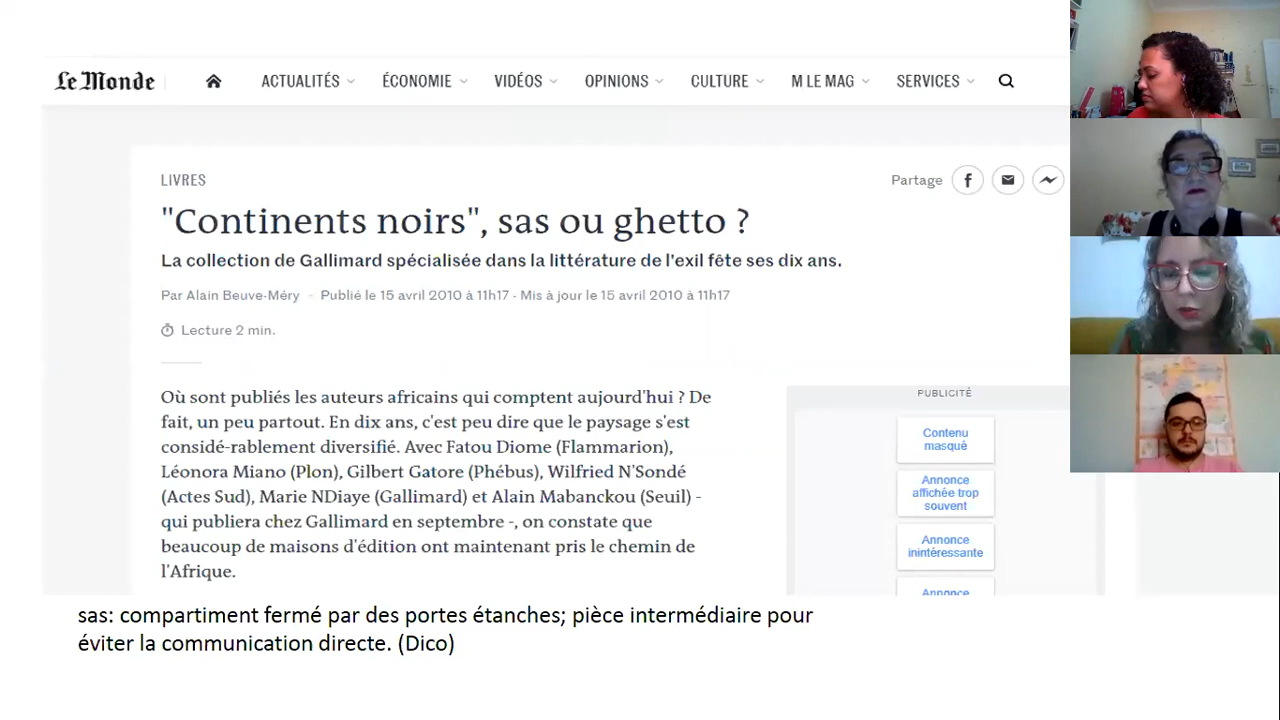 Le Monde
ACTUALITÉS
ÉCONOMIE
VIDÉOS
OPINIONS
CULTURE
M LE MAG
SERVICES
LIVRES
Partage
"Continents noirs", sas ou ghetto ?
La collection de Gallimard spécialisée dans la littérature de l'exil fête ses dix ans.
Par Alain Beuve-Méry - Publié le 15 avril 2010 à 11h17 - Mis à jour le 15 avril 2010 à 11h17
Lecture 2 min.
Où sont publiés les auteurs africains qui comptent aujourd'hui ? De
fait, un peu partout. En dix ans, c'est peu dire que le paysage s'est
considé-rablement diversifié. Avec Fatou Diome (Flammarion),
Léonora Miano (Plon), Gilbert Gatore (Phébus), Wilfried N'Sondé
(Actes Sud), Marie NDiaye (Gallimard) et Alain Mabanckou (Seuil) -
qui publiera chez Gallimard en septembre -, on constate que
beaucoup de maisons d'édition ont maintenant pris le chemin de
l'Afrique.
PUBLICITÉ
Contenu
masqué
Annonce
affichée trop
souvent
Annonce
inintéressante
Annonce
sas: compartiment fermé par des portes étanches; pièce intermédiaire pour
éviter la communication directe. (Dico)